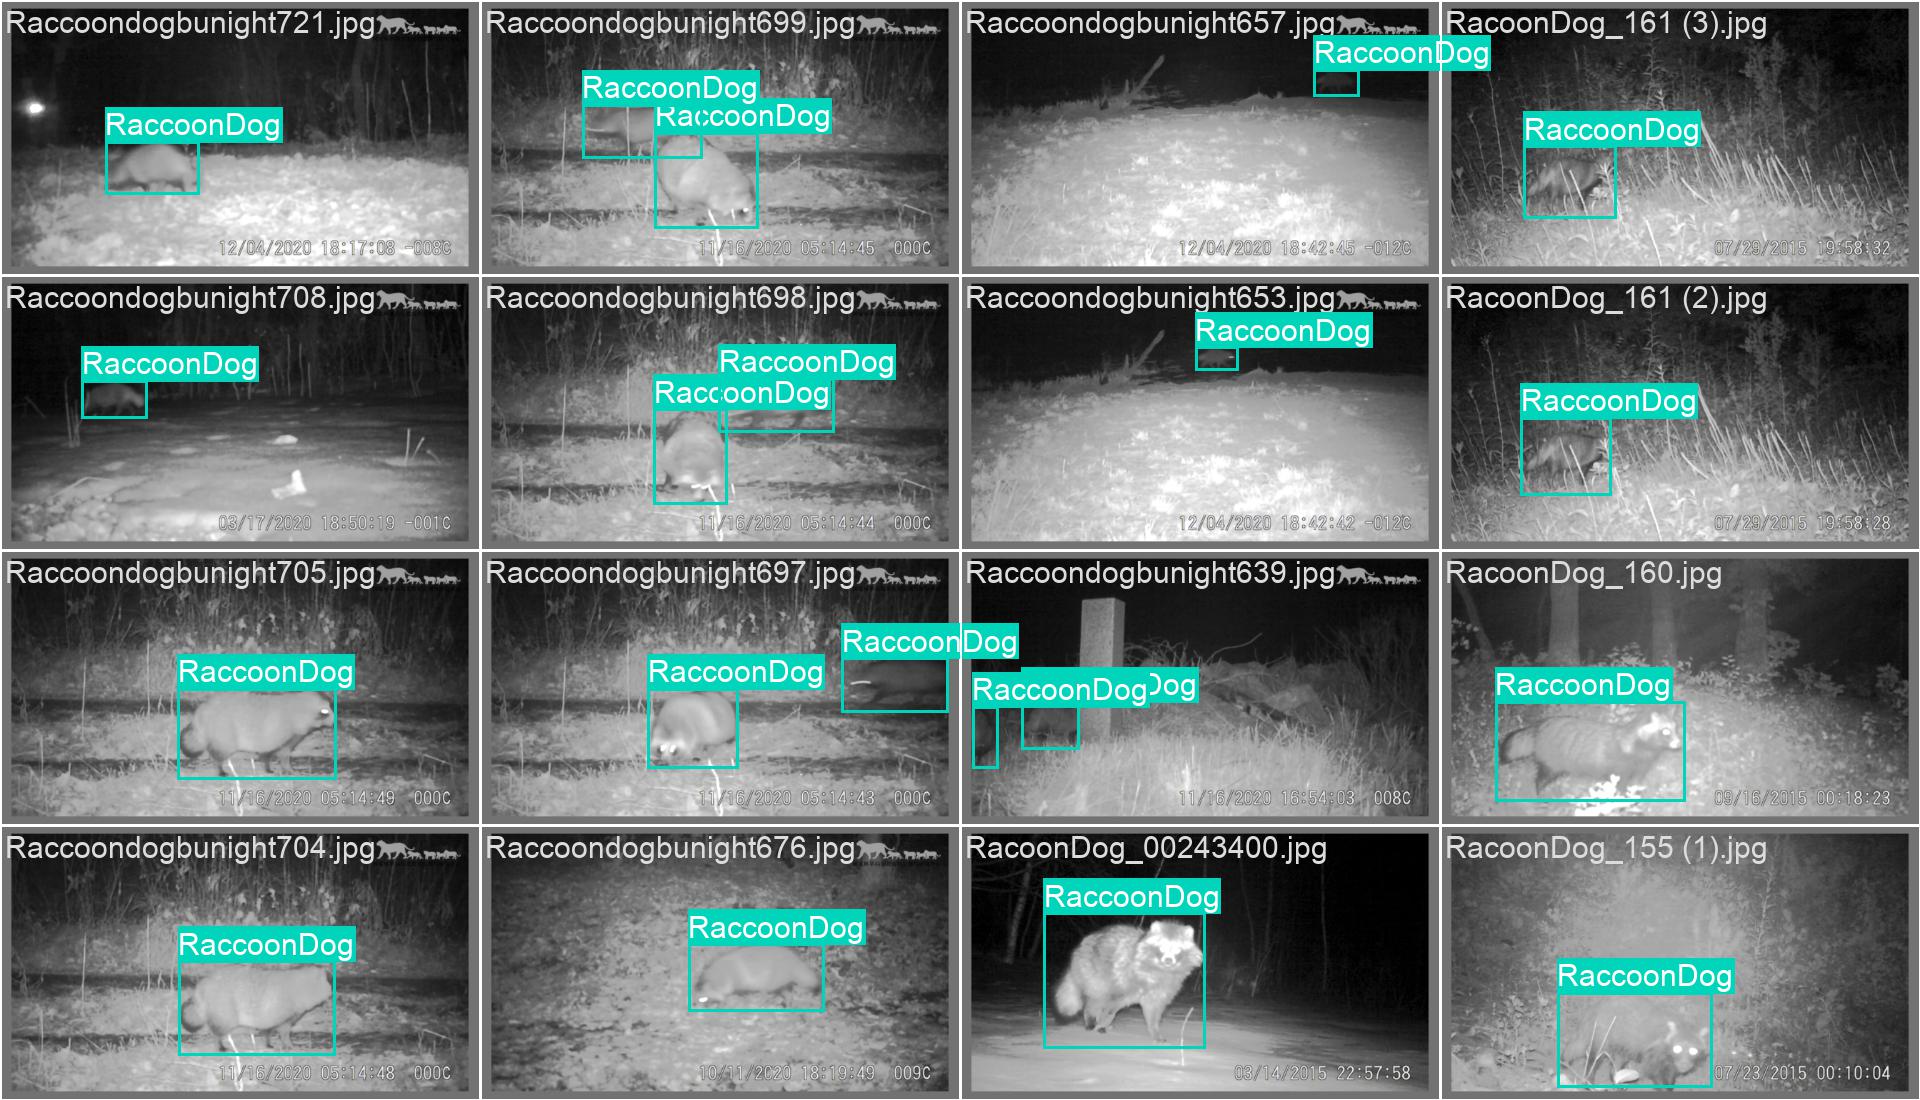 Raccoondogbunight721.jpg
RaccoonDog
12/04/2020 18:17:08 -008C
Raccoondogbunight699.jpg
RaccoonDog
RaccoonDog
11/16/2020 05:14:45 000C
Raccoondogbunight657.jpg
RaccoonDog
12/04/2020 18:42:45 -012C
RacoonDog_161 (3).jpg
RaccoonDog
07/29/2015 19:58:32
Raccoondogbunight708.jpg
RaccoonDog
03/17/2020 18:50:19 -001C
Raccoondogbunight698.jpg
RaccoonDog
RaccoonDog
11/16/2020 05:14:44 000C
Raccoondogbunight653.jpg
RaccoonDog
12/04/2020 18:42:42 -012C
RacoonDog_161 (2).jpg
RaccoonDog
07/29/2015 19:58:28
Raccoondogbunight705.jpg
RaccoonDog
11/16/2020 05:14:49 000C
Raccoondogbunight697.jpg
RaccoonDog
RaccoonDog
11/16/2020 05:14:43 000C
Raccoondogbunight639.jpg
RaccoonDog
Dog
11/16/2020 16:54:03 008C
RacoonDog_160.jpg
RaccoonDog
09/16/2015 00:18:23
Raccoondogbunight704.jpg
RaccoonDog
11/16/2020 05:14:48 000C
Raccoondogbunight676.jpg
RaccoonDog
10/11/2020 18:19:49 009C
RacoonDog_00243400.jpg
RaccoonDog
03/14/2015 22:57:58
RacoonDog_155 (1).jpg
RaccoonDog
07/23/2015 00:10:04